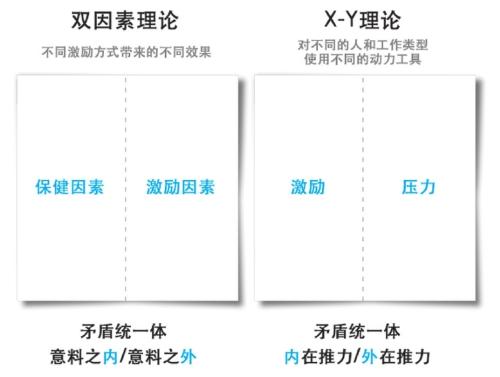 双因素理论
不同激励方式带来的不同效果
保健因素
激励因素
矛盾统一体
意料之内/意料之外
X-Y理论
对不同的人和工作类型
使用不同的动力工具
激励
压力
矛盾统一体
内在推力/外在推力